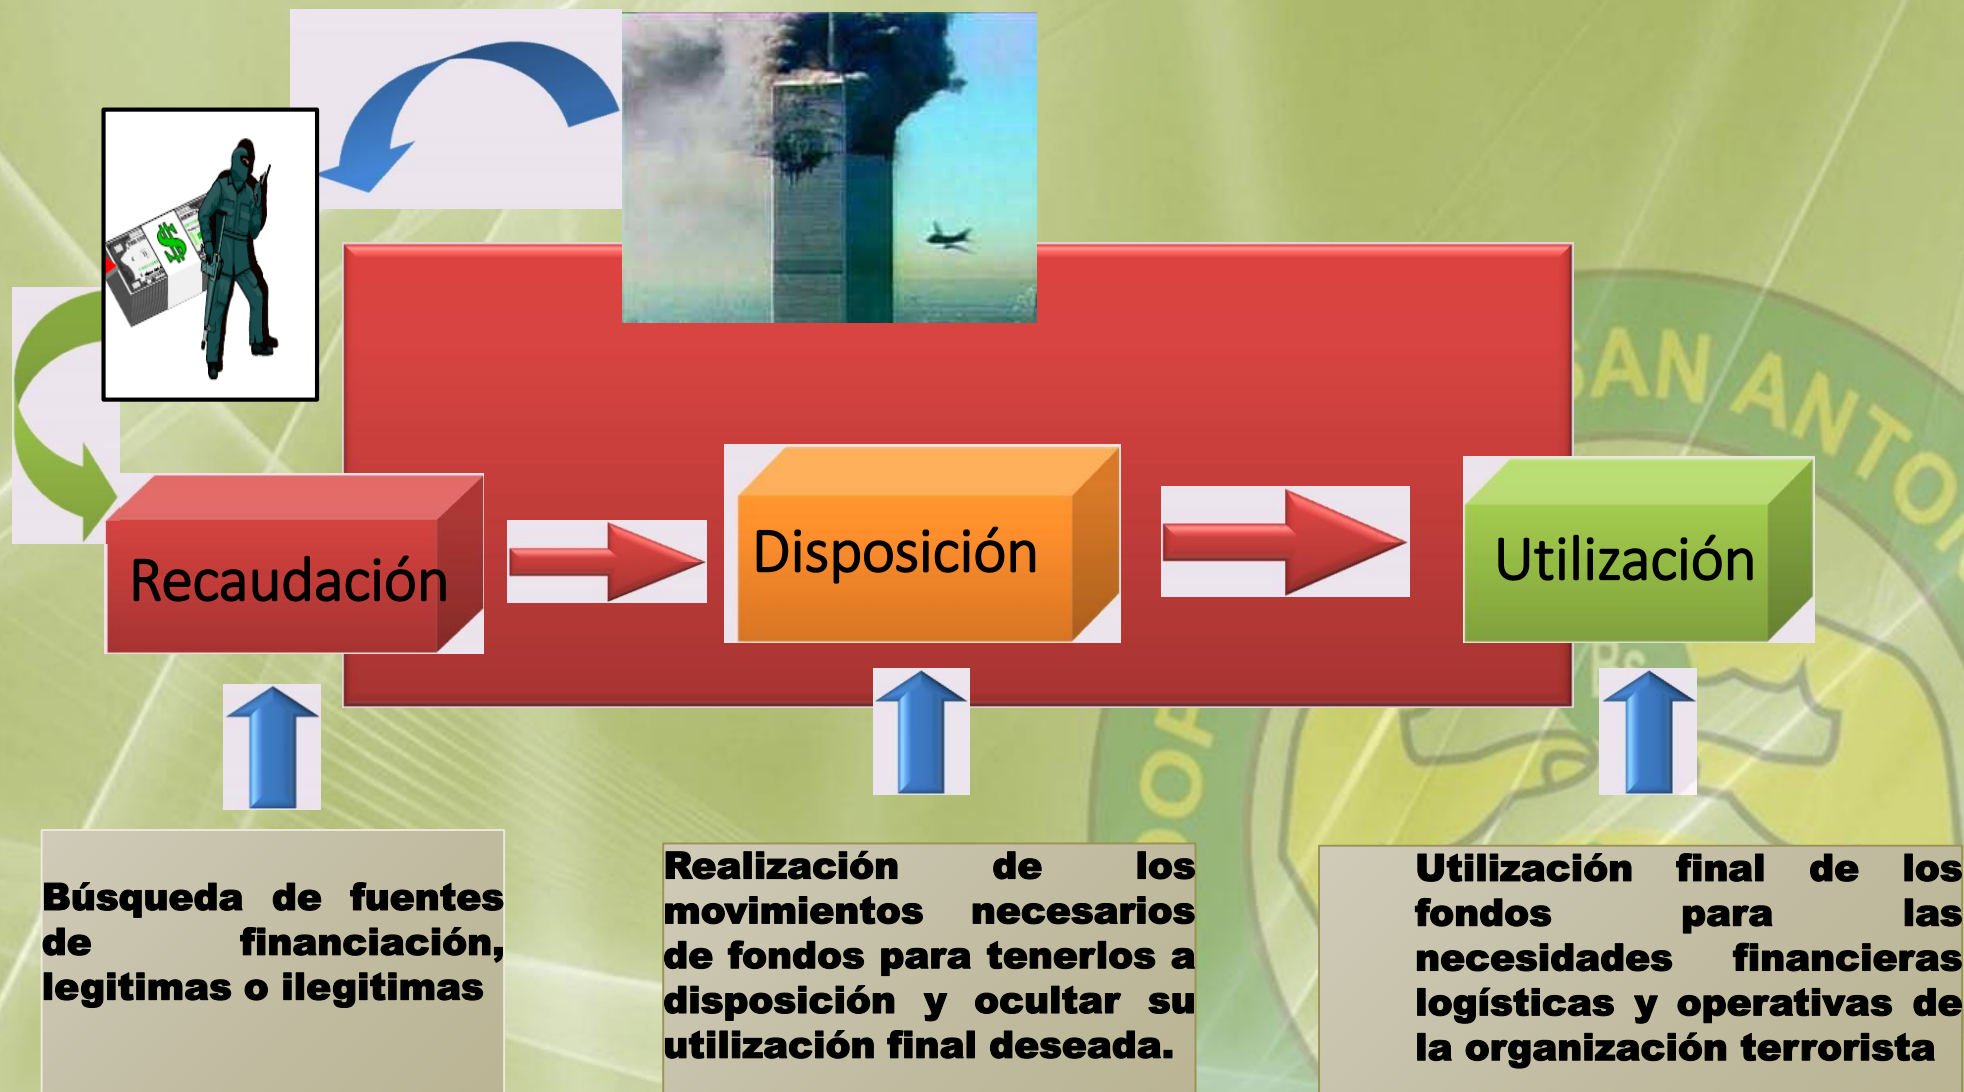 SAN ANTO
Recaudación
Disposición
Utilización
Búsqueda de fuentes
de financiación,
legitimas o ilegitimas
Realización de los
movimientos necesarios
de fondos para tenerlos a
disposición y ocultar su
utilización final deseada.
Utilización final de los
fondos para las
necesidades financieras
logísticas y operativas de
la organización terrorista